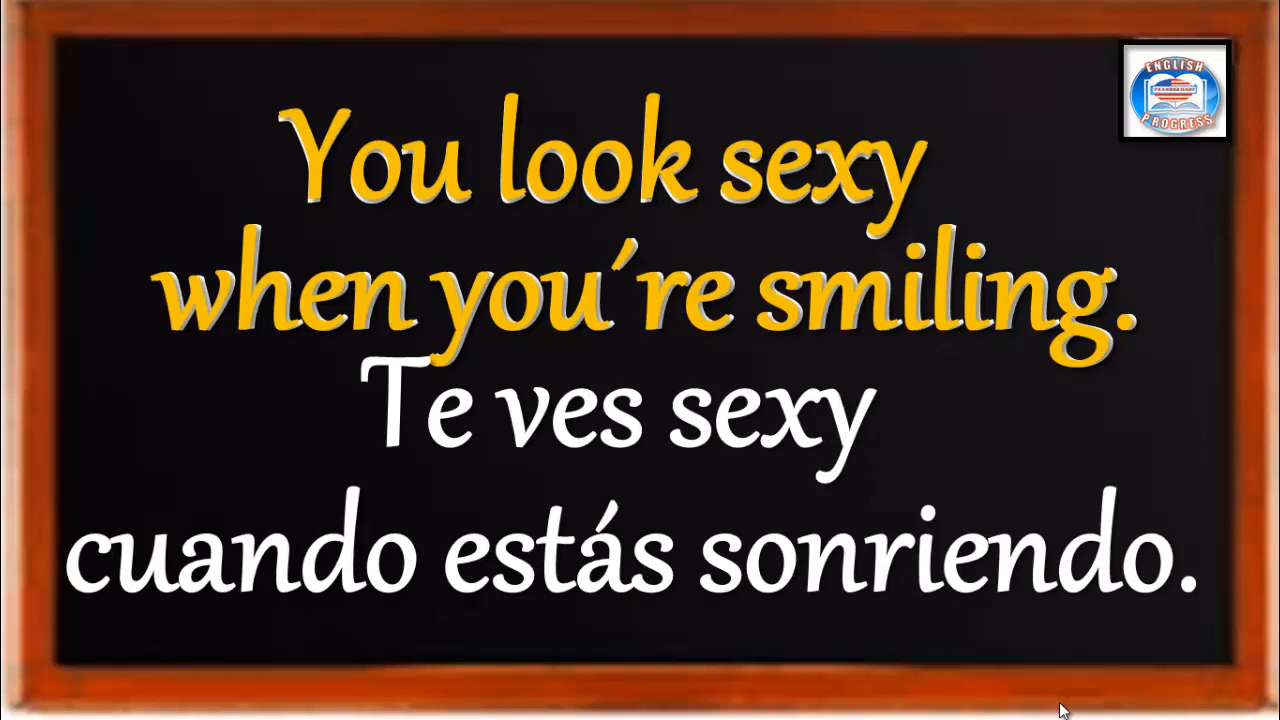 You look sexy
when you´re smiling.
Te ves sexy
cuando estás sonriendo.
ENGLISH
PROGRESS